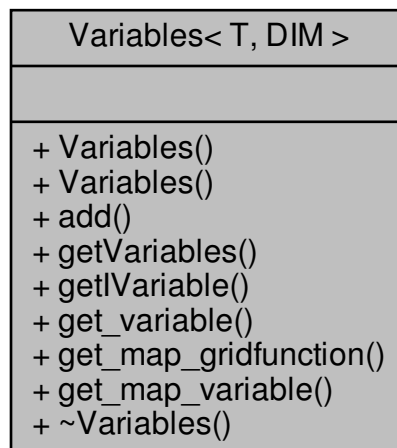 Variables< T, DIM >
+ Variables()
+ Variables()
+ add()
+ getVariables()
+ getIVariable()
+ get_variable()
+ get_map_gridfunction()
+ get_map_variable()
+ ~Variables()